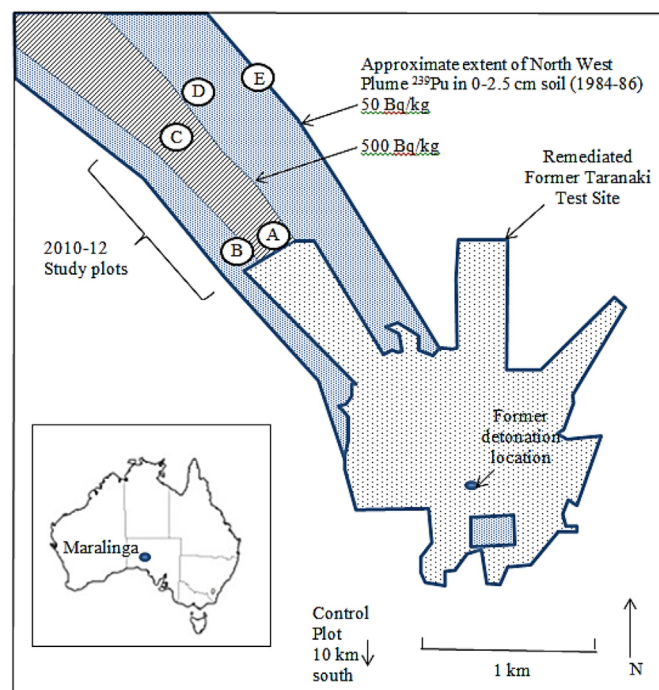 Approximate extent of North West
Plume ²³⁹Pu in 0-2.5 cm soil (1984-86)
50 Bq/kg
500 Bq/kg
E
D
C
A
B
Remediated
Former Taranaki
Test Site
2010-12
Study plots
Former
detonation
location
Maralinga
Control
Plot
10 km
south
1 km
N